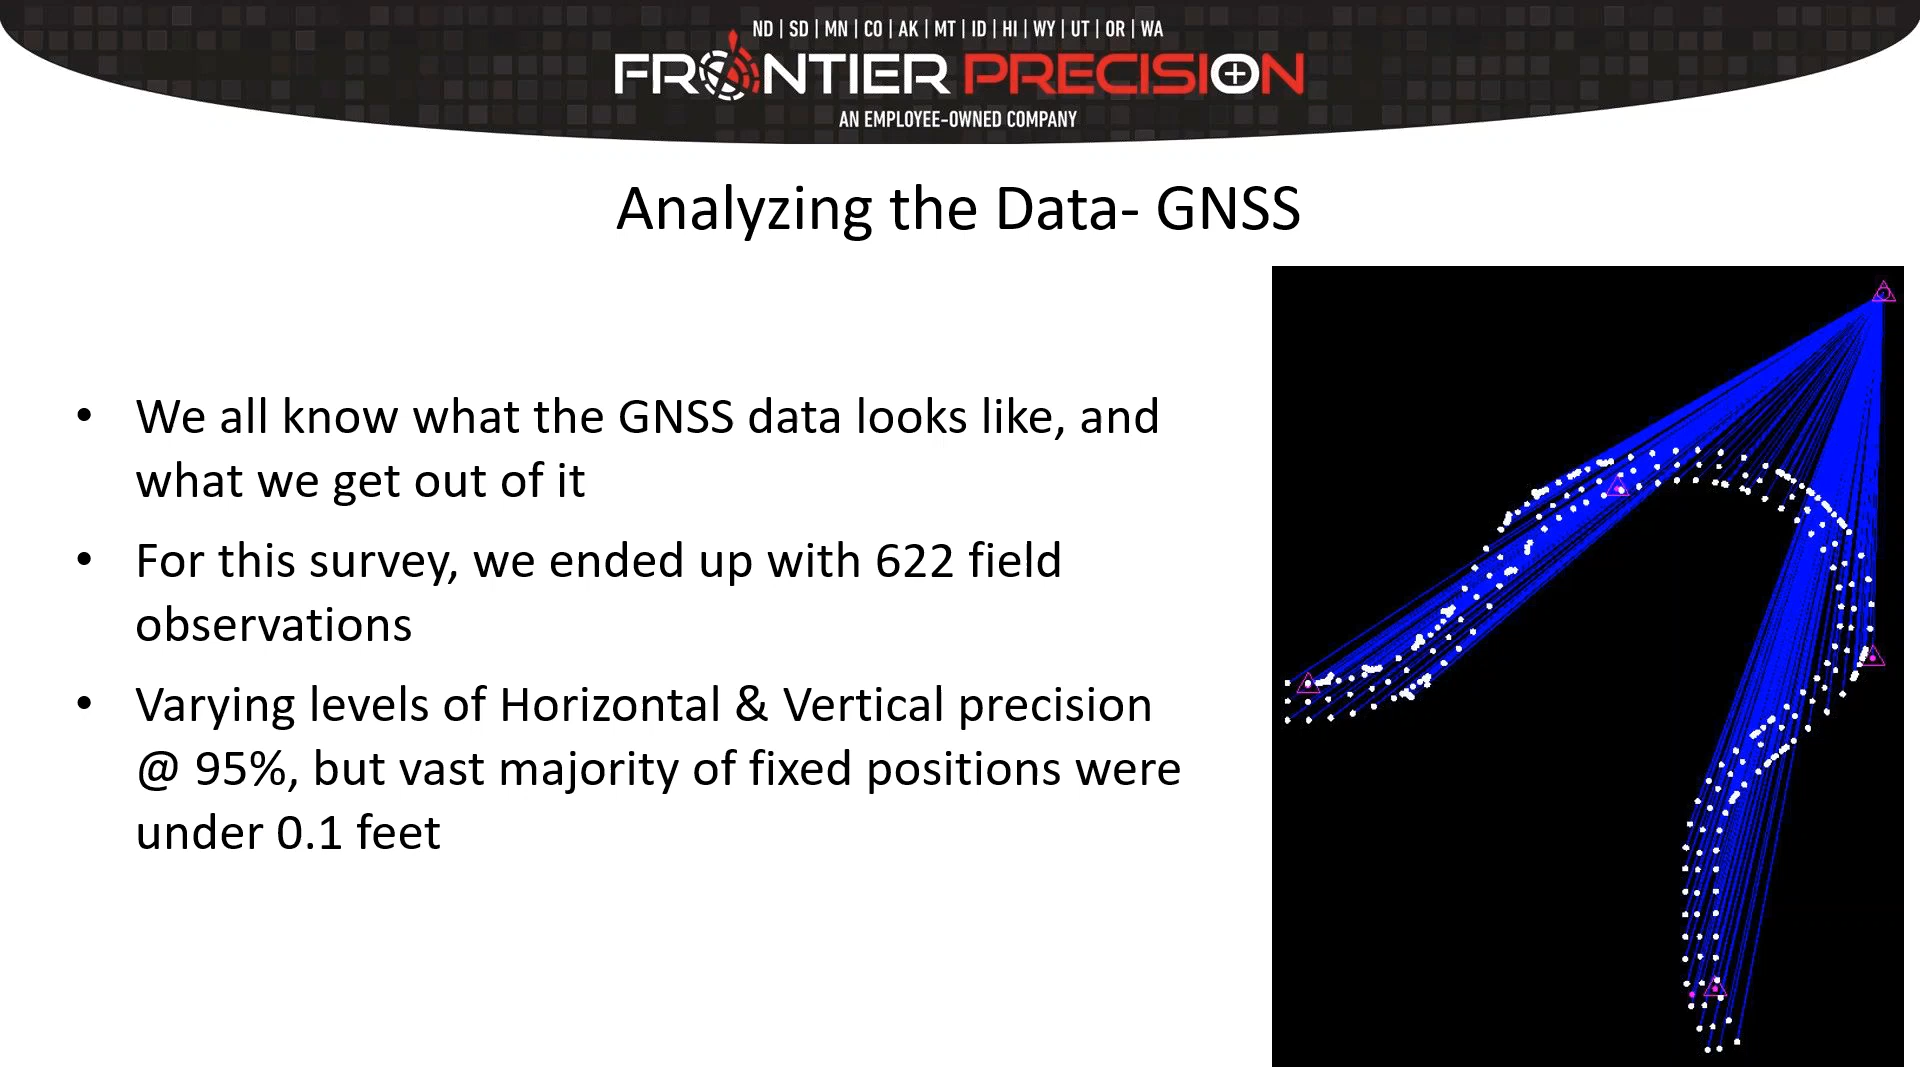 ND | SD | MN | CO | AK | MT | ID | HI | WY | UT | OR | WA
FRONTIER PRECISION
AN EMPLOYEE-OWNED COMPANY
Analyzing the Data- GNSS
• We all know what the GNSS data looks like, and
what we get out of it
• For this survey, we ended up with 622 field
observations
• Varying levels of Horizontal & Vertical precision
@ 95%, but vast majority of fixed positions were
under 0.1 feet